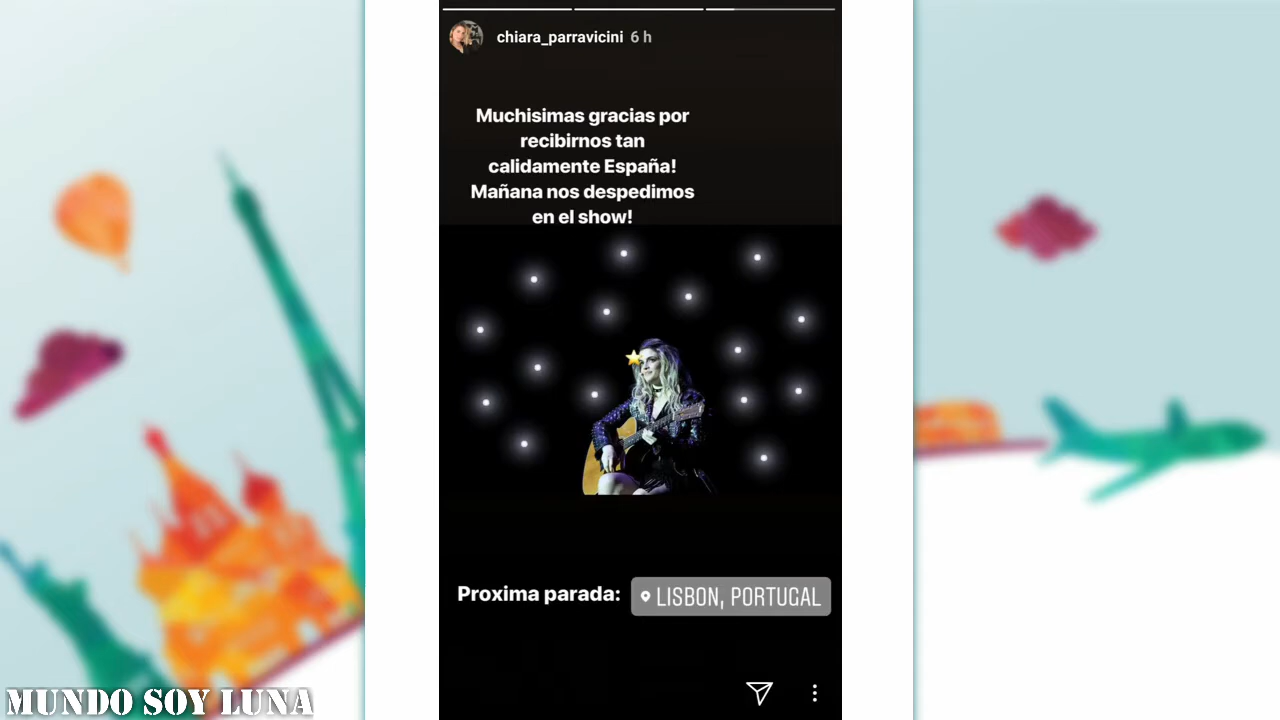 chiara_parravicini 6 h
Muchisimas gracias por
recibirnos tan
calidamente España!
Mañana nos despedimos
en el show!
Proxima parada: LISBON, PORTUGAL
MUNDO SOY LUNA